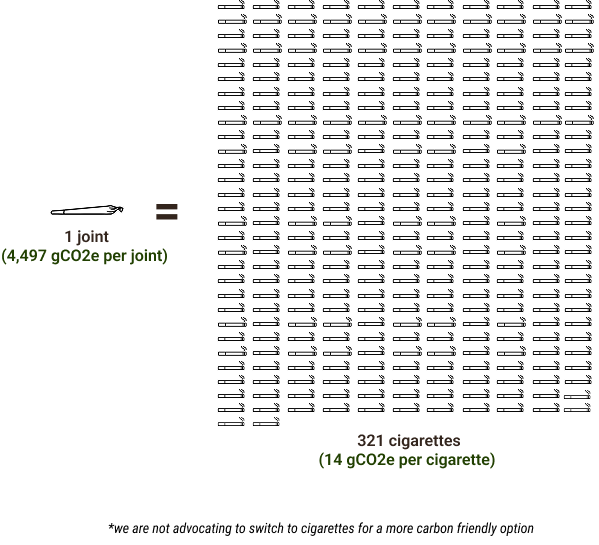 =
1 joint
(4,497 gCO2e per joint)
321 cigarettes
(14 gCO2e per cigarette)
*we are not advocating to switch to cigarettes for a more carbon friendly option